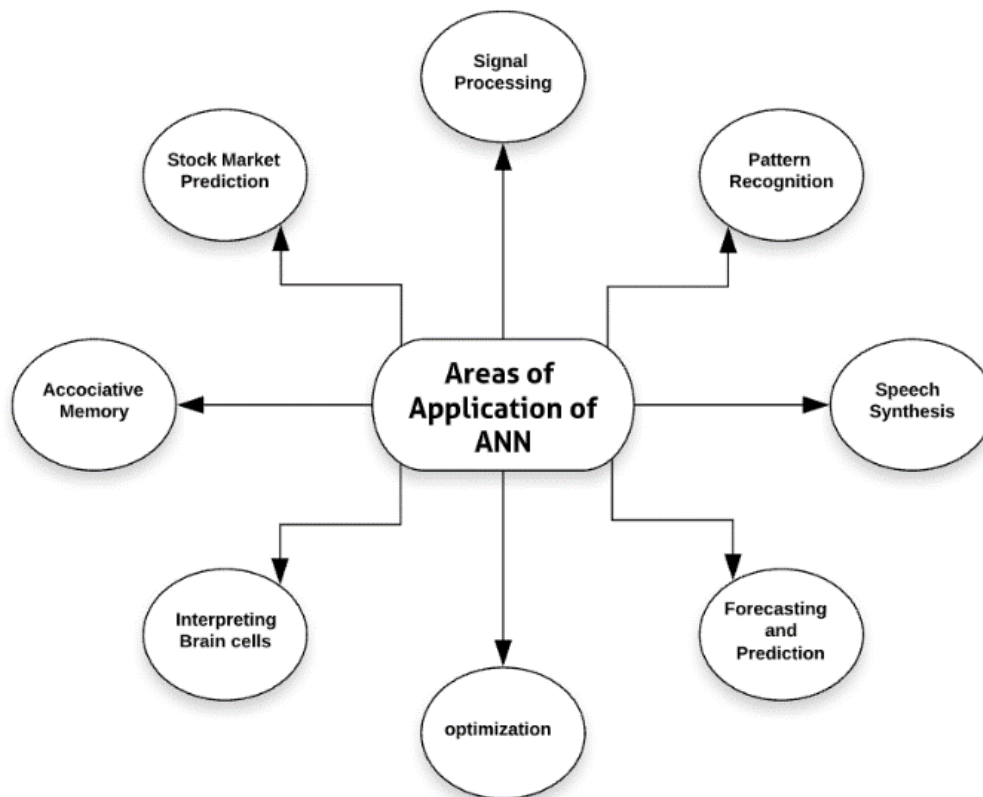 Signal
Processing
Stock Market
Prediction
Pattern
Recognition
Areas of
Application of
ANN
Accociative
Memory
Speech
Synthesis
Interpreting
Brain cells
Forecasting
and
Prediction
optimization